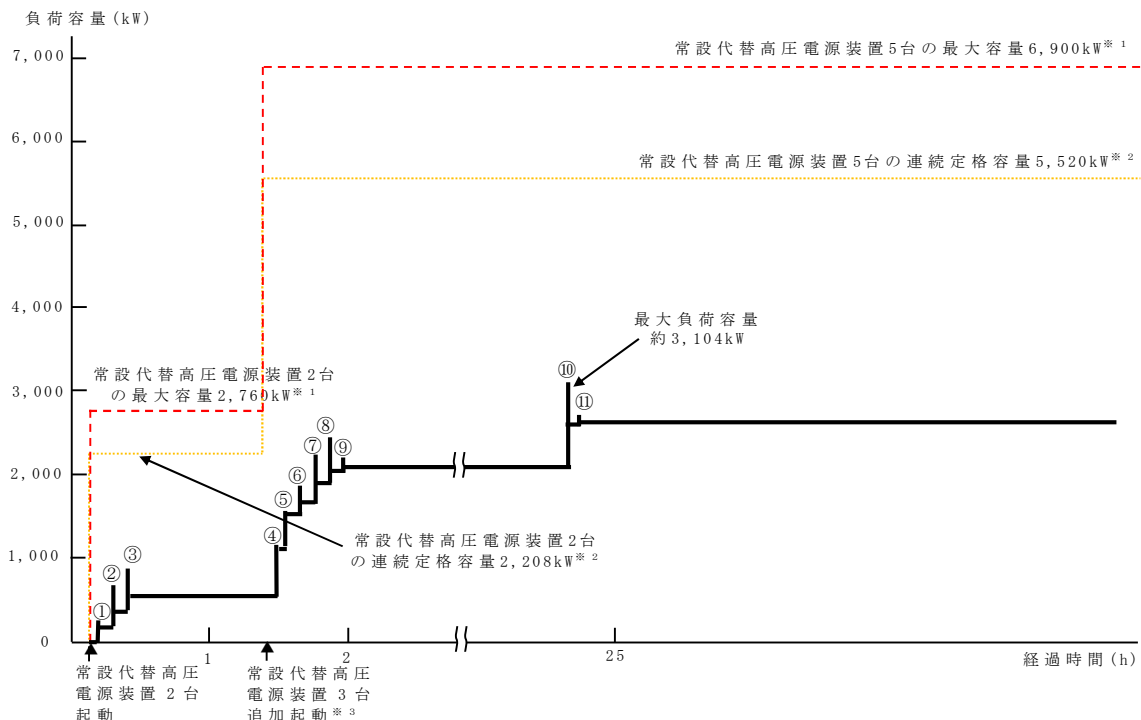 負荷容量(kW)
7,000
常設代替高圧電源装置5台の最大容量6,900kW※1
6,000
常設代替高圧電源装置5台の連続定格容量5,520kW※2
5,000
4,000
最大負荷容量
約3,104kW
⑩
常設代替高圧電源装置2台
の最大容量2,760kW※1
3,000
⑪
⑧
⑦
⑨
2,000
⑥
⑤
常設代替高圧電源装置2台
の連続定格容量2,208kW※2
④
1,000
③
②
①
0
1
2
25
経過時間(h)
常設代替高圧
電源装置2台
起動
常設代替高圧
電源装置3台
追加起動※3